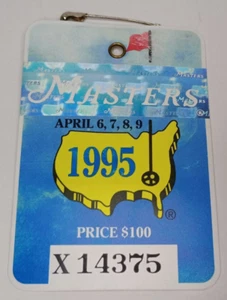 MASTERS
APRIL 6, 7, 8, 9
1995
®
PRICE $100
X 14375